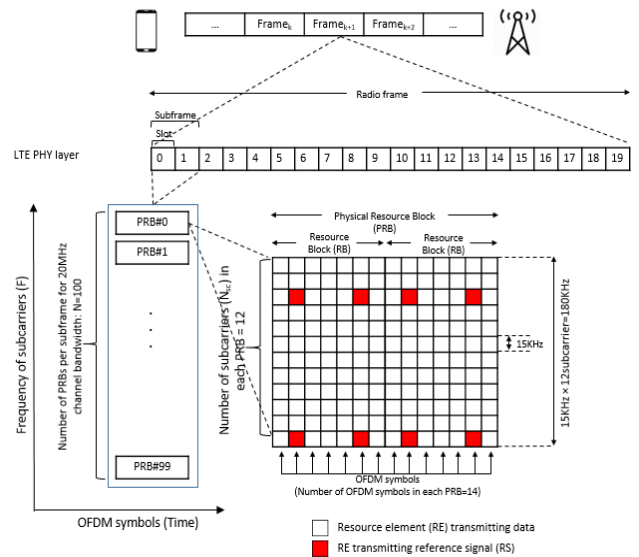 ...
Frameₖ
Frameₖ₊₁
Frameₖ₊₂
...
Radio frame
Subframe
Slot
LTE PHY layer
0 1 2 3 4 5 6 7 8 9 10 11 12 13 14 15 16 17 18 19
Frequency of subcarriers (F)
Number of PRBs per subframe for 20MHz
channel bandwidth: N=100
PRB#0
PRB#1
.
.
.
PRB#99
OFDM symbols (Time)
Number of subcarriers (Nₛc) in
each PRB = 12
Physical Resource Block
(PRB)
Resource
Block (RB)
Resource
Block (RB)
15KHz
15KHz × 12subcarrier=180KHz
OFDM symbols
(Number of OFDM symbols in each PRB=14)
Resource element (RE) transmitting data
RE transmitting reference signal (RS)